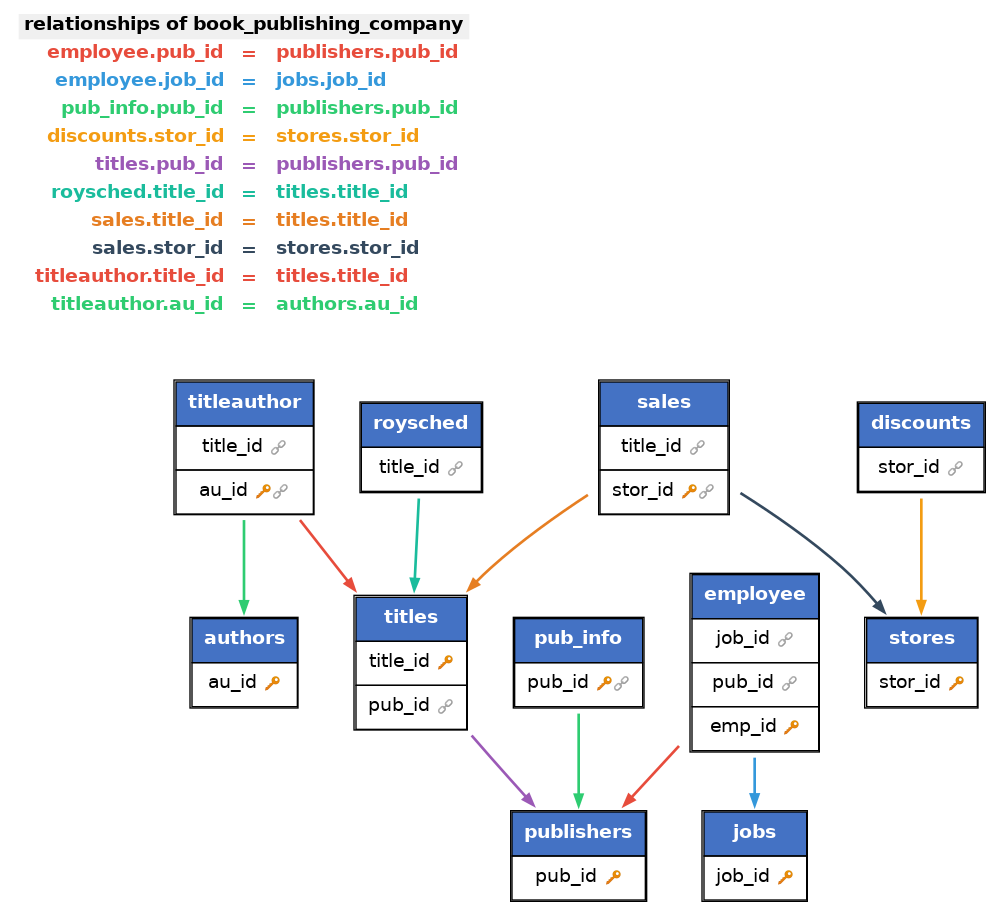 relationships of book_publishing_company
employee.pub_id = publishers.pub_id
employee.job_id = jobs.job_id
pub_info.pub_id = publishers.pub_id
discounts.stor_id = stores.stor_id
titles.pub_id = publishers.pub_id
roysched.title_id = titles.title_id
sales.title_id = titles.title_id
sales.stor_id = stores.stor_id
titleauthor.title_id = titles.title_id
titleauthor.au_id = authors.au_id
titleauthor
title_id
au_id
roysched
title_id
sales
title_id
stor_id
discounts
stor_id
authors
au_id
titles
title_id
pub_id
pub_info
pub_id
employee
job_id
pub_id
emp_id
stores
stor_id
publishers
pub_id
jobs
job_id